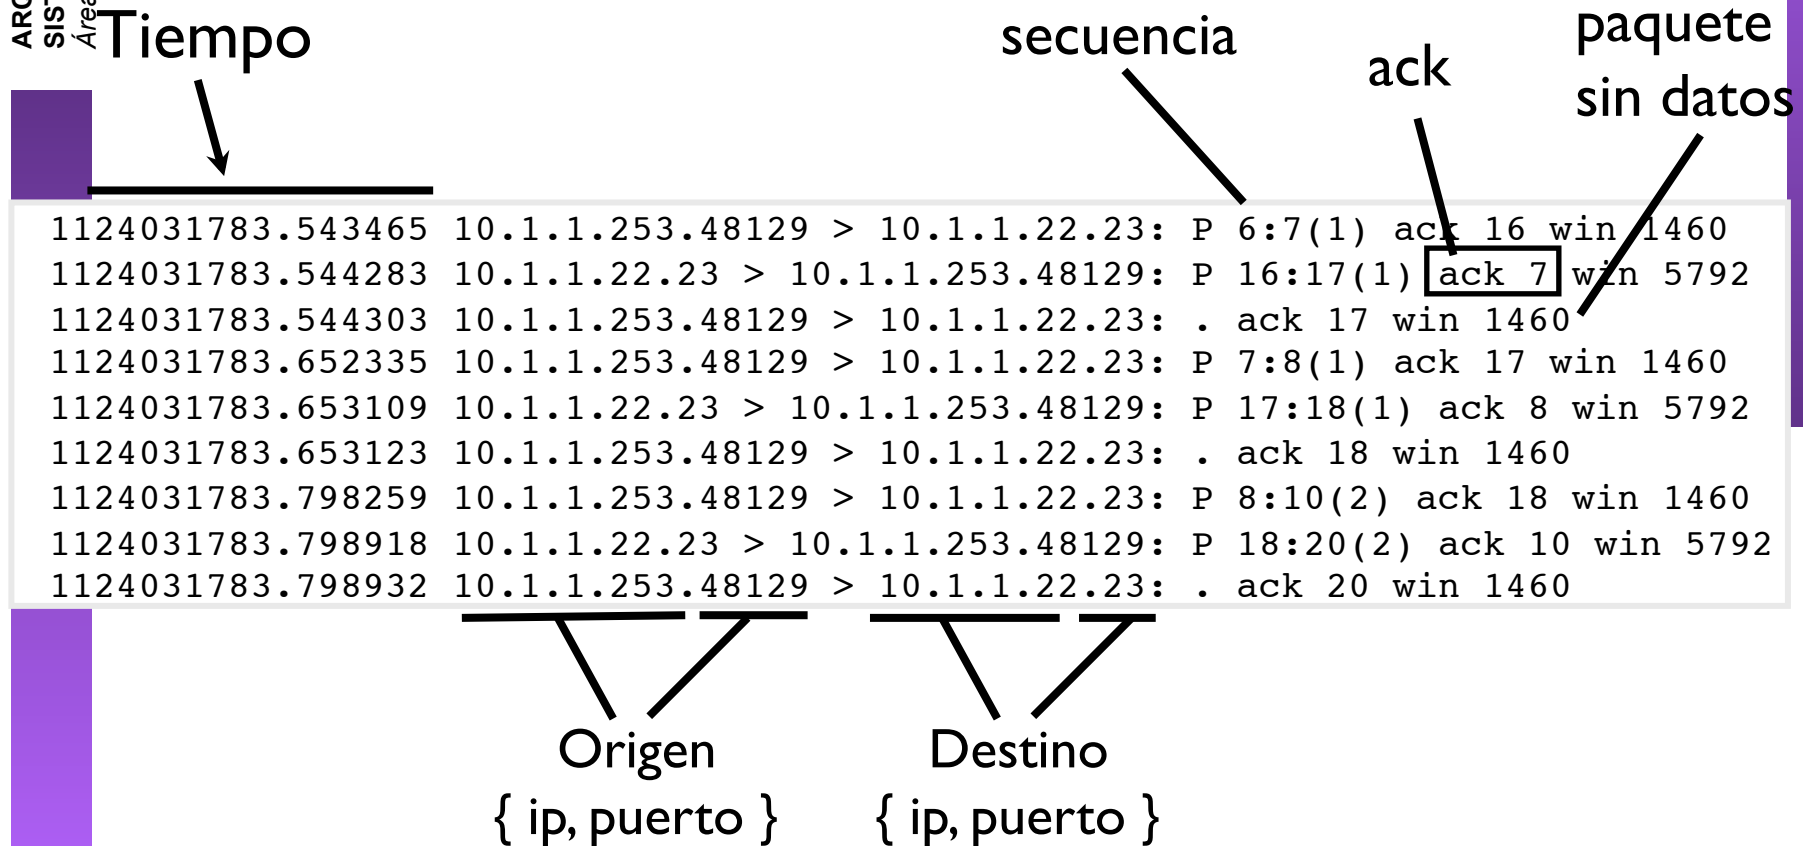 ARC
SIST
Área
Tiempo
secuencia
ack
paquete
sin datos
1124031783.543465 10.1.1.253.48129 > 10.1.1.22.23: P 6:7(1) ack 16 win 1460
1124031783.544283 10.1.1.22.23 > 10.1.1.253.48129: P 16:17(1) ack 7 win 5792
1124031783.544303 10.1.1.253.48129 > 10.1.1.22.23: . ack 17 win 1460
1124031783.652335 10.1.1.253.48129 > 10.1.1.22.23: P 7:8(1) ack 17 win 1460
1124031783.653109 10.1.1.22.23 > 10.1.1.253.48129: P 17:18(1) ack 8 win 5792
1124031783.653123 10.1.1.253.48129 > 10.1.1.22.23: . ack 18 win 1460
1124031783.798259 10.1.1.253.48129 > 10.1.1.22.23: P 8:10(2) ack 18 win 1460
1124031783.798918 10.1.1.22.23 > 10.1.1.253.48129: P 18:20(2) ack 10 win 5792
1124031783.798932 10.1.1.253.48129 > 10.1.1.22.23: . ack 20 win 1460
Origen
{ ip, puerto }
Destino
{ ip, puerto }